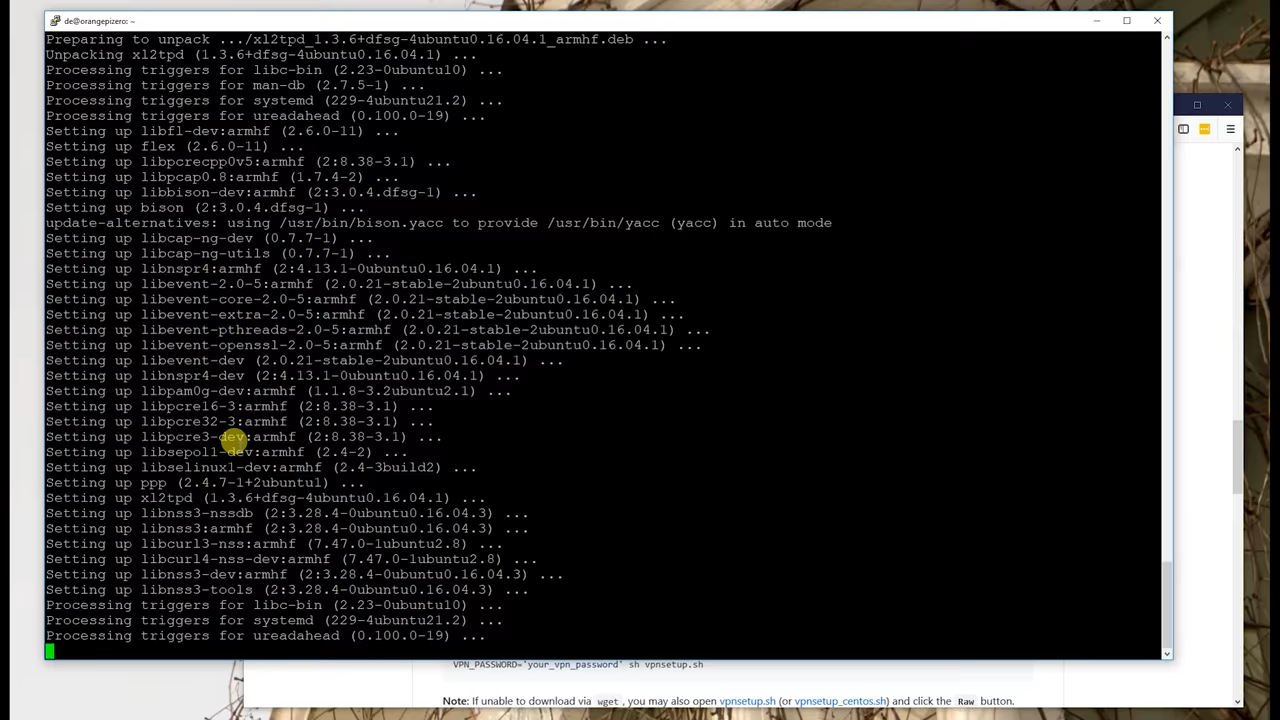 de@orangepizero: ~
Preparing to unpack .../xl2tpd_1.3.6+dfsg-4ubuntu0.16.04.1_armhf.deb ...
Unpacking xl2tpd (1.3.6+dfsg-4ubuntu0.16.04.1) ...
Processing triggers for libc-bin (2.23-0ubuntu10) ...
Processing triggers for man-db (2.7.5-1) ...
Processing triggers for systemd (229-4ubuntu21.2) ...
Processing triggers for ureadahead (0.100.0-19) ...
Setting up libfl-dev:armhf (2.6.0-11) ...
Setting up flex (2.6.0-11) ...
Setting up libpcrecpp0v5:armhf (2:8.38-3.1) ...
Setting up libpcap0.8:armhf (1.7.4-2) ...
Setting up libbison-dev:armhf (2:3.0.4.dfsg-1) ...
Setting up bison (2:3.0.4.dfsg-1) ...
update-alternatives: using /usr/bin/bison.yacc to provide /usr/bin/yacc (yacc) in auto mode
Setting up libcap-ng-dev (0.7.7-1) ...
Setting up libcap-ng-utils (0.7.7-1) ...
Setting up libnspr4:armhf (2:4.13.1-0ubuntu0.16.04.1) ...
Setting up libevent-2.0-5:armhf (2.0.21-stable-2ubuntu0.16.04.1) ...
Setting up libevent-core-2.0-5:armhf (2.0.21-stable-2ubuntu0.16.04.1) ...
Setting up libevent-extra-2.0-5:armhf (2.0.21-stable-2ubuntu0.16.04.1) ...
Setting up libevent-pthreads-2.0-5:armhf (2.0.21-stable-2ubuntu0.16.04.1) ...
Setting up libevent-openssl-2.0-5:armhf (2.0.21-stable-2ubuntu0.16.04.1) ...
Setting up libevent-dev (2.0.21-stable-2ubuntu0.16.04.1) ...
Setting up libnspr4-dev (2:4.13.1-0ubuntu0.16.04.1) ...
Setting up libpam0g-dev:armhf (1.1.8-3.2ubuntu2.1) ...
Setting up libpcre16-3:armhf (2:8.38-3.1) ...
Setting up libpcre32-3:armhf (2:8.38-3.1) ...
Setting up libpcre3-dev:armhf (2:8.38-3.1) ...
Setting up libsepol1-dev:armhf (2.4-2) ...
Setting up libselinux1-dev:armhf (2.4-3build2) ...
Setting up ppp (2.4.7-1+2ubuntu1) ...
Setting up xl2tpd (1.3.6+dfsg-4ubuntu0.16.04.1) ...
Setting up libnss3-nssdb (2:3.28.4-0ubuntu0.16.04.3) ...
Setting up libnss3:armhf (2:3.28.4-0ubuntu0.16.04.3) ...
Setting up libcurl3-nss:armhf (7.47.0-1ubuntu2.8) ...
Setting up libcurl4-nss-dev:armhf (7.47.0-1ubuntu2.8) ...
Setting up libnss3-dev:armhf (2:3.28.4-0ubuntu0.16.04.3) ...
Setting up libnss3-tools (2:3.28.4-0ubuntu0.16.04.3) ...
Processing triggers for libc-bin (2.23-0ubuntu10) ...
Processing triggers for systemd (229-4ubuntu21.2) ...
Processing triggers for ureadahead (0.100.0-19) ...
VPN_PASSWORD='your_vpn_password' sh vpnsetup.sh
Note: If unable to download via wget, you may also open vpnsetup.sh (or vpnsetup_centos.sh) and click the Raw button.